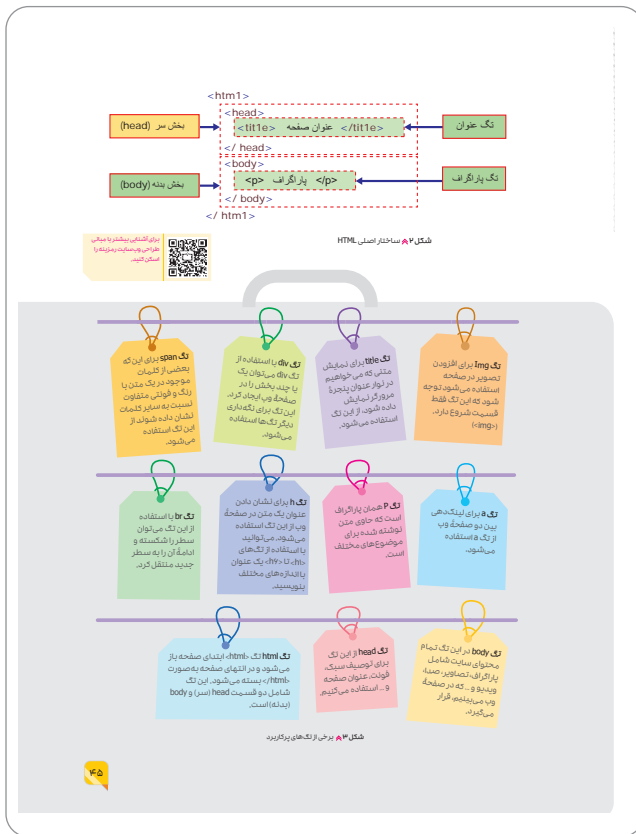 <htm1>
<head>
بخش سر (head)
<tit1e> عنوان صفحه </tit1e>
تگ عنوان
</ head>
<body>
بخش بدنه (body)
<p> پاراگراف </p>
تگ پاراگراف
</ body>
</ htm1>
شکل ۲ ساختار اصلی HTML
برای آشنایی بیشتر با مبانی
طراحی وب‌سایت رمزینه را
اسکن کنید.
تگ Img برای افزودن
تصویر در صفحه
استفاده می‌شود توجه
شود که این تگ فقط
قسمت شروع دارد.
(<img>)
تگ title برای نمایش
متنی که می‌خواهیم
در نوار عنوان پنجرهٔ
مرورگر نمایش
داده شود، از این تگ
استفاده می‌شود.
تگ div با استفاده از
تگ div می‌توان یک
یا چند بخش را در
صفحهٔ وب ایجاد کرد.
این تگ برای نگه‌داری
دیگر تگ‌ها استفاده
می‌شود.
تگ span برای این که
بعضی از کلمات
موجود در یک متن با
رنگ و فونتی متفاوت
نسبت به سایر کلمات
نشان داده شوند از
این تگ استفاده
می‌شود.
تگ a برای لینک‌دهی
بین دو صفحهٔ وب
از تگ a استفاده
می‌شود.
تگ P همان پاراگراف
است که حاوی متن
نوشته شده برای
موضوع‌های مختلف
است.
تگ h برای نشان دادن
عنوان یک متن در صفحهٔ
وب از این تگ استفاده
می‌شود. می‌توانید
با استفاده از تگ‌های
<h۱> تا <h۶> یک عنوان
با اندازه‌های مختلف
بنویسید.
تگ br با استفاده
از این تگ می‌توان
سطر را شکسته و
ادامهٔ آن را به سطر
جدید منتقل کرد.
تگ body در این تگ تمام
محتوای سایت شامل
پاراگراف، تصاویر، صدا،
ویدیو و ... که در صفحهٔ
وب می‌بینیم، قرار
می‌گیرد.
تگ head از این تگ
برای توصیف سبک،
فونت، عنوان صفحه
و ... استفاده می‌کنیم.
تگ html تگ <html> ابتدای صفحه باز
می‌شود و در انتهای صفحه به‌صورت
</html> بسته می‌شود. این تگ
شامل دو قسمت head (سر) و body
(بدنه) است.
شکل ۳ برخی از تگ‌های پرکاربرد
۱۴۵